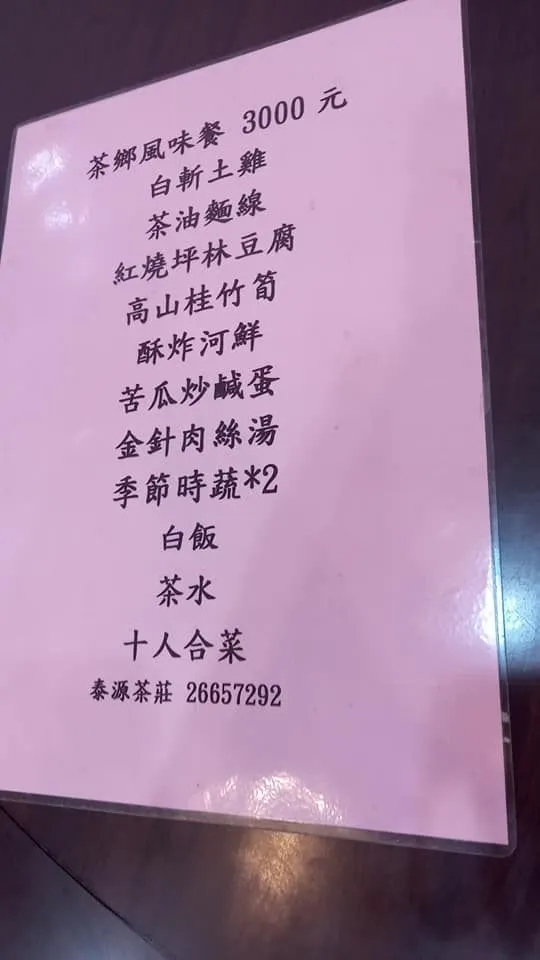 茶鄉風味餐 3000 元
白斬土雞
茶油麵線
紅燒坪林豆腐
高山桂竹筍
酥炸河鮮
苦瓜炒鹹蛋
金針肉絲湯
季節時蔬*2
白飯
茶水
十人合菜
泰源茶莊 26657292